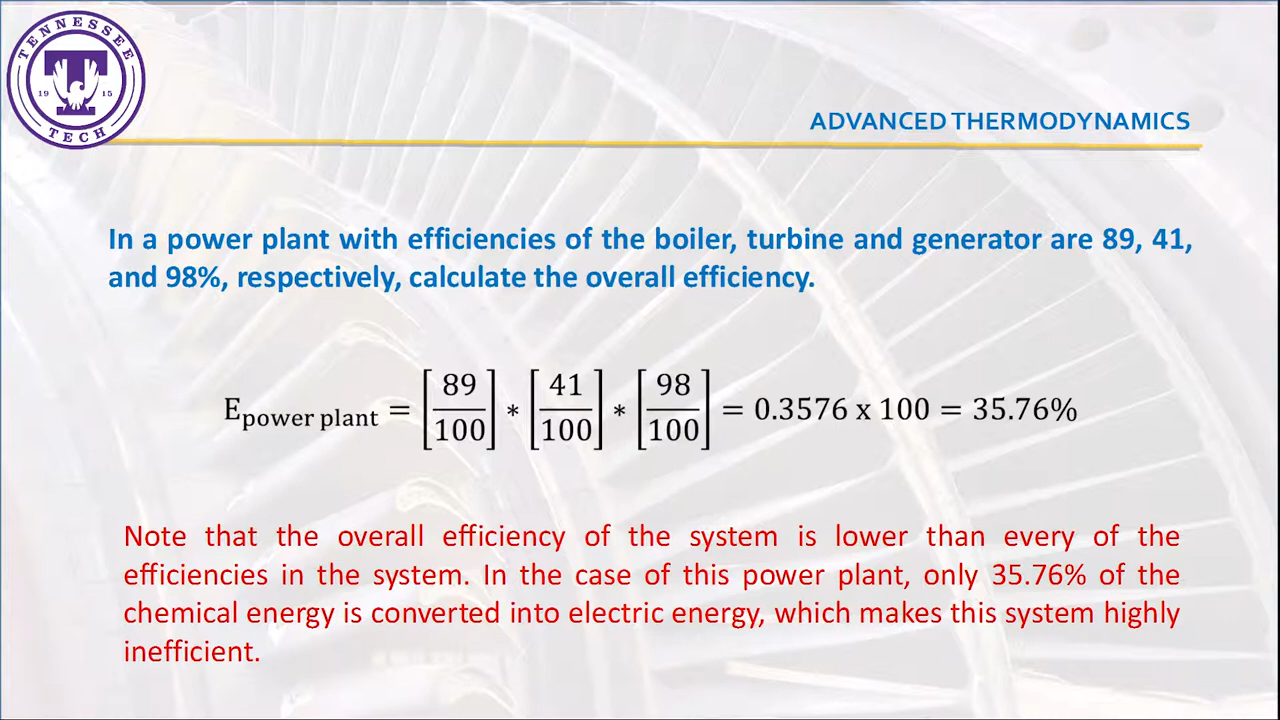 TENNESSEE
19 15
TECH
ADVANCED THERMODYNAMICS
In a power plant with efficiencies of the boiler, turbine and generator are 89, 41,
and 98%, respectively, calculate the overall efficiency.
E_power plant = [89/100] * [41/100] * [98/100] = 0.3576 x 100 = 35.76%
Note that the overall efficiency of the system is lower than every of the
efficiencies in the system. In the case of this power plant, only 35.76% of the
chemical energy is converted into electric energy, which makes this system highly
inefficient.